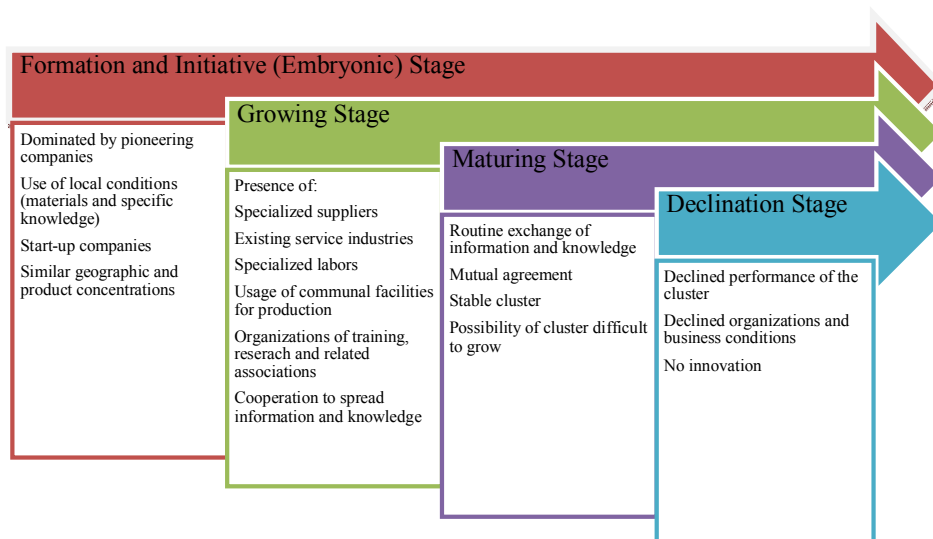 Formation and Initiative (Embryonic) Stage
Dominated by pioneering
companies
Use of local conditions
(materials and specific
knowledge)
Start-up companies
Similar geographic and
product concentrations
Growing Stage
Presence of:
Specialized suppliers
Existing service industries
Specialized labors
Usage of communal facilities
for production
Organizations of training,
reserach and related
associations
Cooperation to spread
information and knowledge
Maturing Stage
Routine exchange of
information and knowledge
Mutual agreement
Stable cluster
Possibility of cluster difficult
to grow
Declination Stage
Declined performance of the
cluster
Declined organizations and
business conditions
No innovation